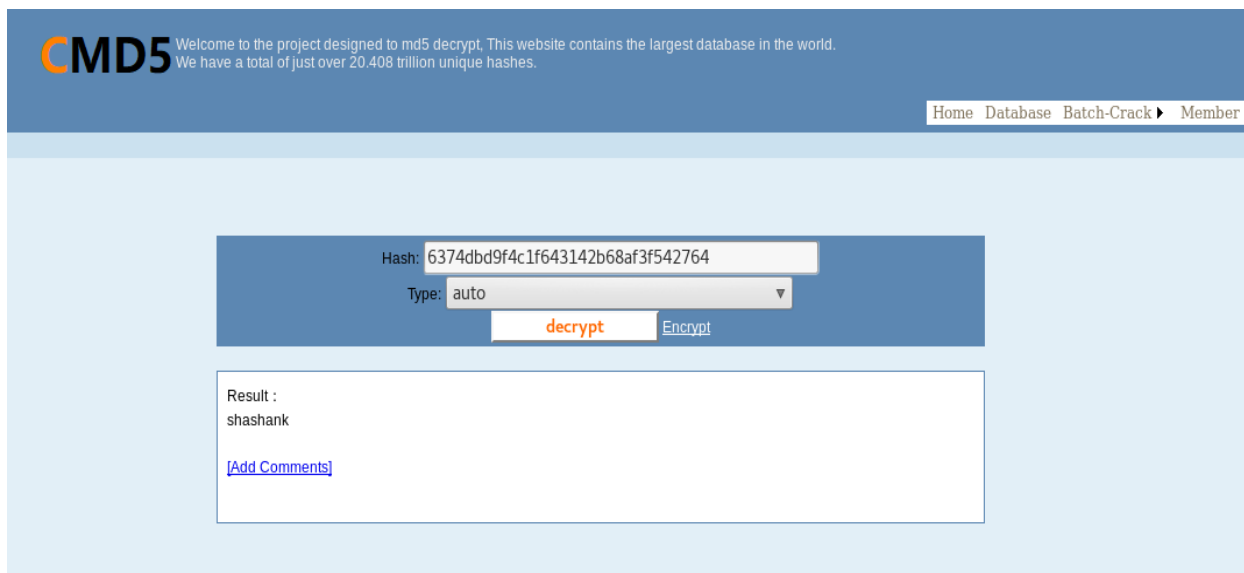 CMD5
Welcome to the project designed to md5 decrypt, This website contains the largest database in the world.
We have a total of just over 20.408 trillion unique hashes.
Home Database Batch-Crack Member
Hash: 6374dbd9f4c1f643142b68af3f542764
Type: auto
decrypt Encrypt
Result :
shashank
[Add Comments]